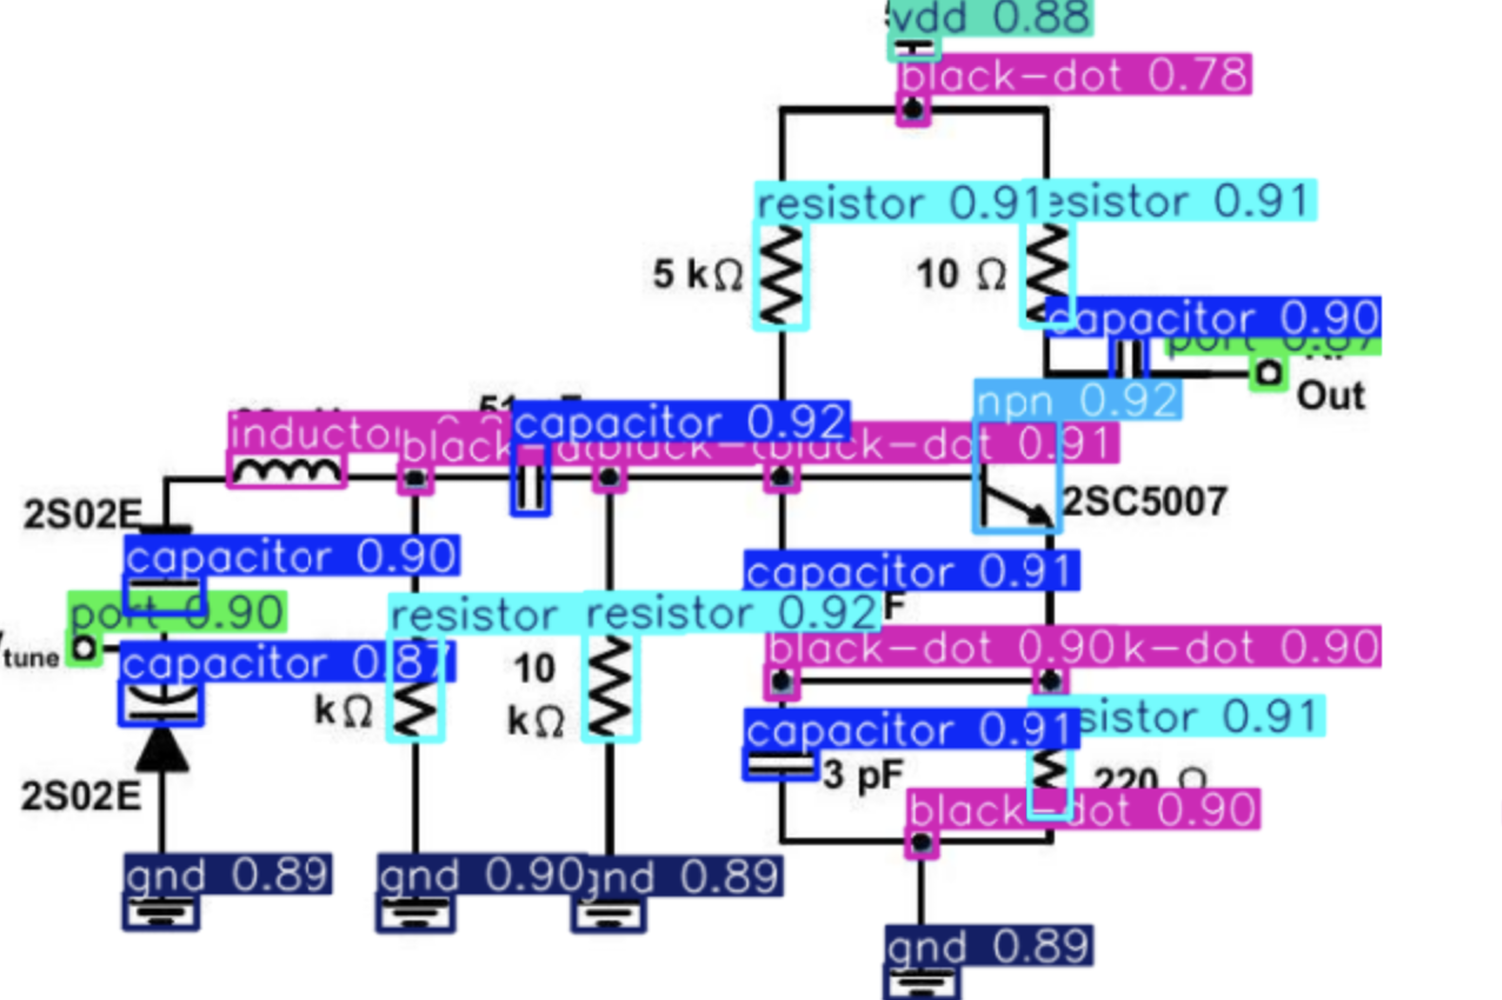 vdd 0.88
black-dot 0.78
resistor 0.91
esistor 0.91
5 kΩ
10 Ω
capacitor 0.90
port 0.87
Out
npn 0.92
capacitor 0.92
inductor
black-dot 0.91
2S02E
2SC5007
capacitor 0.90
capacitor 0.91
port 0.90
resistor
resistor 0.92
F
tune
capacitor 0.87
10
black-dot 0.90
k-dot 0.90
kΩ
kΩ
capacitor 0.91
sistor 0.91
3 pF
220 Ω
2S02E
black-dot 0.90
gnd 0.89
gnd 0.90
gnd 0.89
gnd 0.89